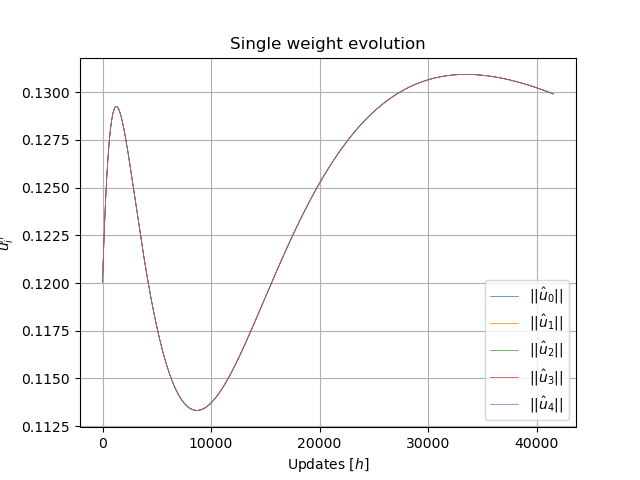 Single weight evolution
0.1300
0.1275
0.1250
0.1225
0.1200
0.1175
0.1150
0.1125
0 10000 20000 30000 40000
Updates [h]
||û₀||
||û₁||
||û₂||
||û₃||
||û₄||